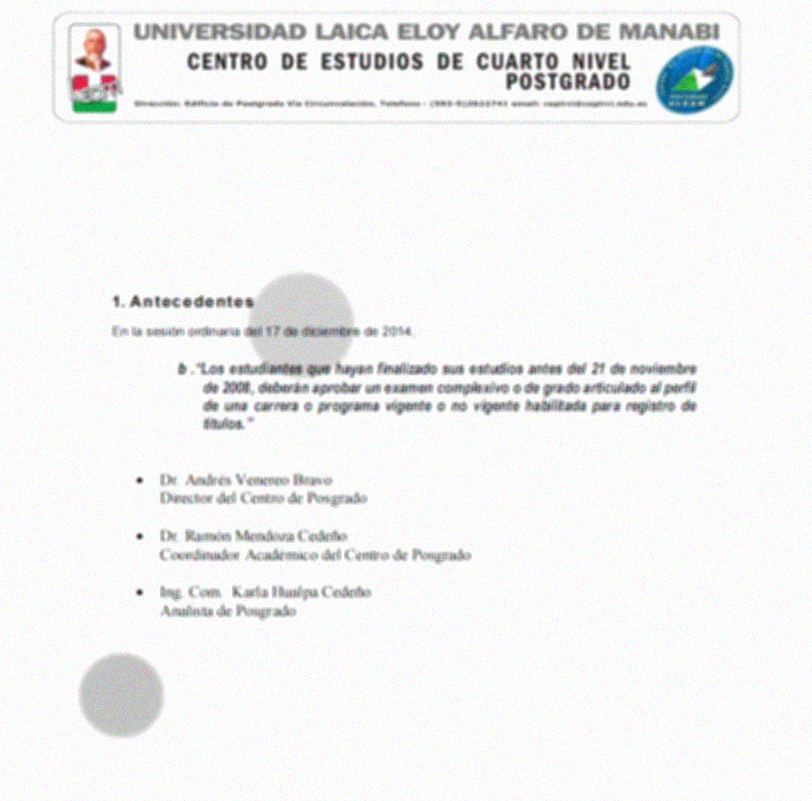 UNIVERSIDAD LAICA ELOY ALFARO DE MANABI
CENTRO DE ESTUDIOS DE CUARTO NIVEL
POSTGRADO
Dirección: Edificio de Postgrado Vía Circunvalación. Teléfono
1. Antecedentes
En la sesión ordinaria del 17 de diciembre de 2014.
b ."Los estudiantes que hayan finalizado sus estudios antes del 21 de noviembre
de 2008, deberán aprobar un examen complexivo o de grado articulado al perfil
de una carrera o programa vigente o no vigente habilitada para registro de
títulos."
• Dr. Andrés Venereo Bravo
Director del Centro de Posgrado
• Dr. Ramón Mendoza Cedeño
Coordinador Académico del Centro de Posgrado
• Ing. Com. Karla Hualpa Cedeño
Analista de Posgrado